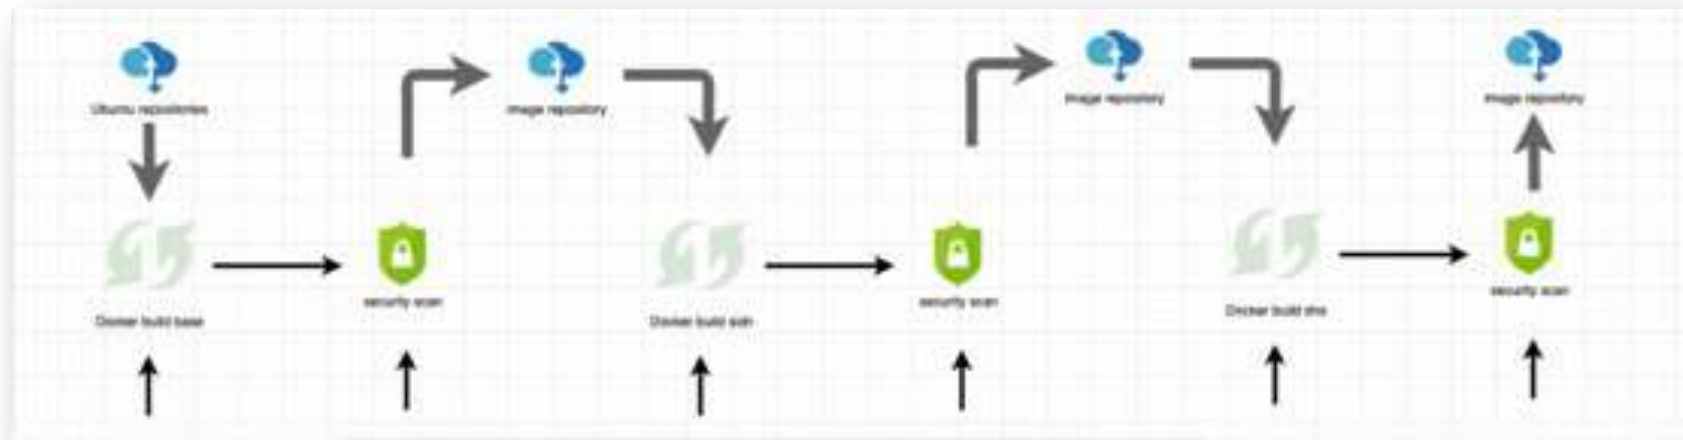 Ubuntu repositories
image repository
image repository
image repository
Docker build base
security scan
Docker build
security scan
Docker build
security scan